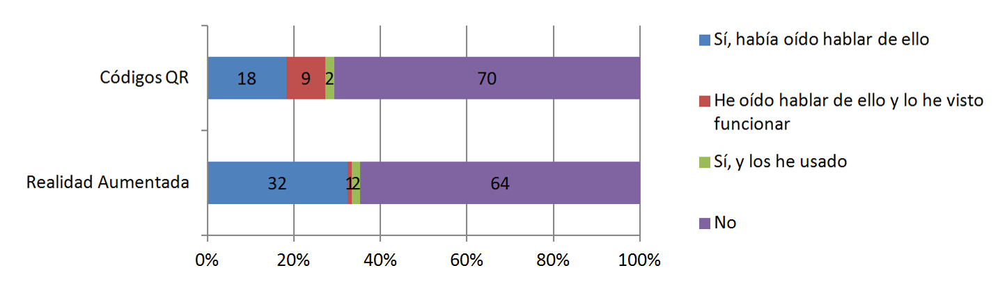 Códigos QR
18 9 2 70
Realidad Aumentada
32 1 2 64
0% 20% 40% 60% 80% 100%
Sí, había oído hablar de ello
He oído hablar de ello y lo he visto
funcionar
Sí, y los he usado
No